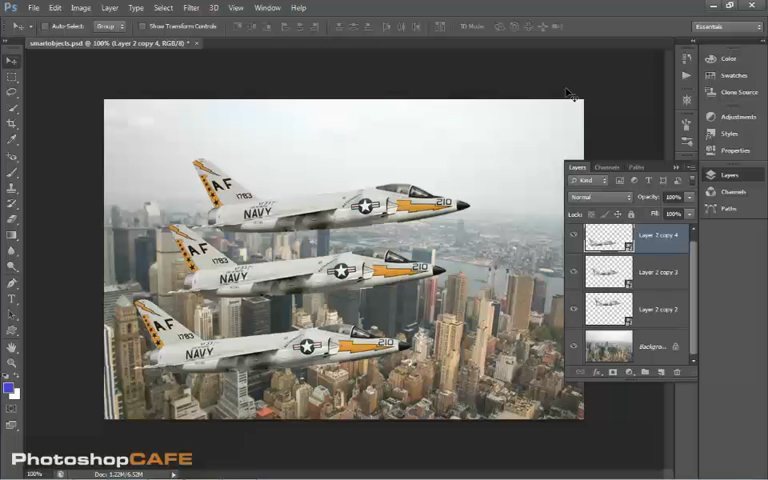 Ps File Edit Image Layer Type Select Filter 3D View Window Help
Auto-Select: Group Show Transform Controls 3D Mode: Essentials
smartobjects.psd @ 100% (Layer 2 copy 4, RGB/8) * ×
Color
Swatches
Clone Source
Adjustments
Styles
Properties
Layers
Channels
Paths
Layers Channels Paths
Kind
Normal Opacity: 100%
Locks: Fill: 100%
Layer 2 copy 4
Layer 2 copy 3
Layer 2 copy 2
Backgro...
AF
1783
NAVY
210
AF
1783
NAVY
210
AF
1783
NAVY
210
PhotoshopCAFE
100% Doc: 1.22M/6.52M